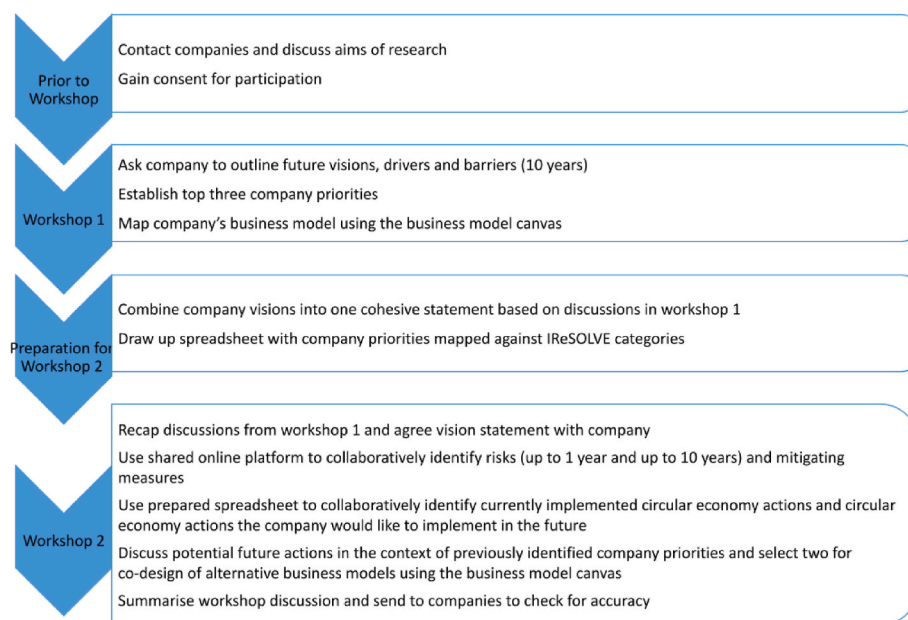 Prior to
Workshop
Contact companies and discuss aims of research
Gain consent for participation
Workshop 1
Ask company to outline future visions, drivers and barriers (10 years)
Establish top three company priorities
Map company’s business model using the business model canvas
Preparation for
Workshop 2
Combine company visions into one cohesive statement based on discussions in workshop 1
Draw up spreadsheet with company priorities mapped against IReSOLVE categories
Workshop 2
Recap discussions from workshop 1 and agree vision statement with company
Use shared online platform to collaboratively identify risks (up to 1 year and up to 10 years) and mitigating
measures
Use prepared spreadsheet to collaboratively identify currently implemented circular economy actions and circular
economy actions the company would like to implement in the future
Discuss potential future actions in the context of previously identified company priorities and select two for
co-design of alternative business models using the business model canvas
Summarise workshop discussion and send to companies to check for accuracy